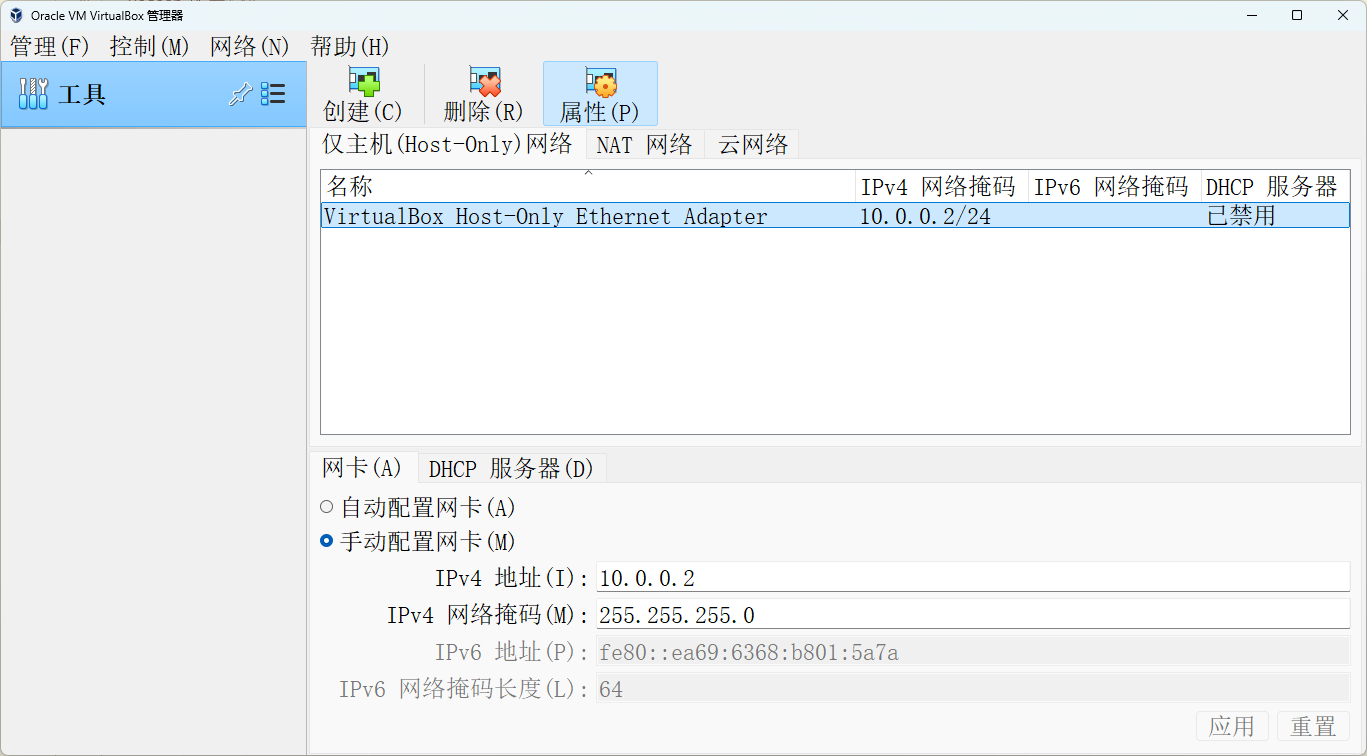 Oracle VM VirtualBox 管理器
管理(F) 控制(M) 网络(N) 帮助(H)
工具
创建(C) 删除(R) 属性(P)
仅主机(Host-Only)网络 NAT 网络 云网络
名称 IPv4 网络掩码 IPv6 网络掩码 DHCP 服务器
VirtualBox Host-Only Ethernet Adapter 10.0.0.2/24 已禁用
网卡(A) DHCP 服务器(D)
自动配置网卡(A)
手动配置网卡(M)
IPv4 地址(I): 10.0.0.2
IPv4 网络掩码(M): 255.255.255.0
IPv6 地址(P): fe80::ea69:6368:b801:5a7a
IPv6 网络掩码长度(L): 64
应用 重置